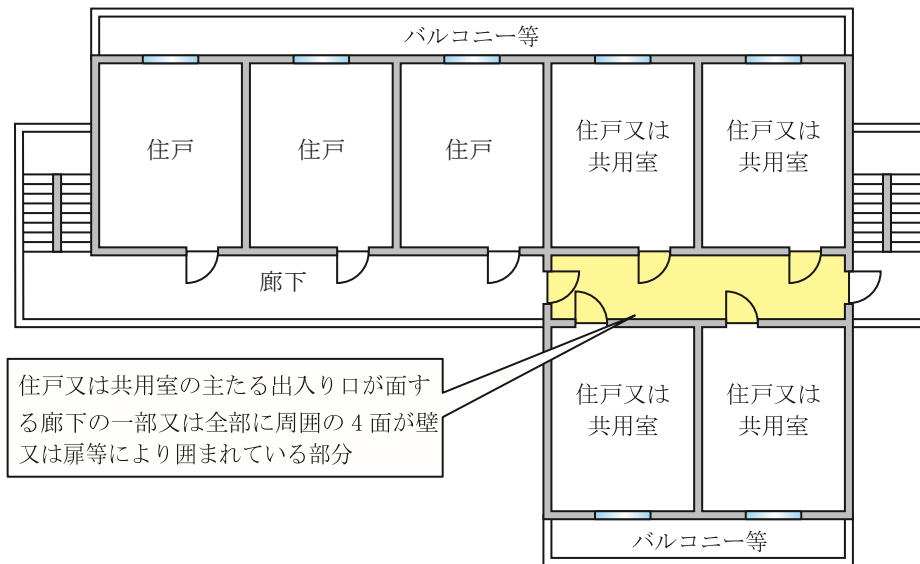 バルコニー等
住戸
住戸
住戸
住戸又は
共用室
住戸又は
共用室
廊下
住戸又は共用室の主たる出入り口が面す
る廊下の一部又は全部に周囲の4面が壁
又は扉等により囲まれている部分
住戸又は
共用室
住戸又は
共用室
バルコニー等